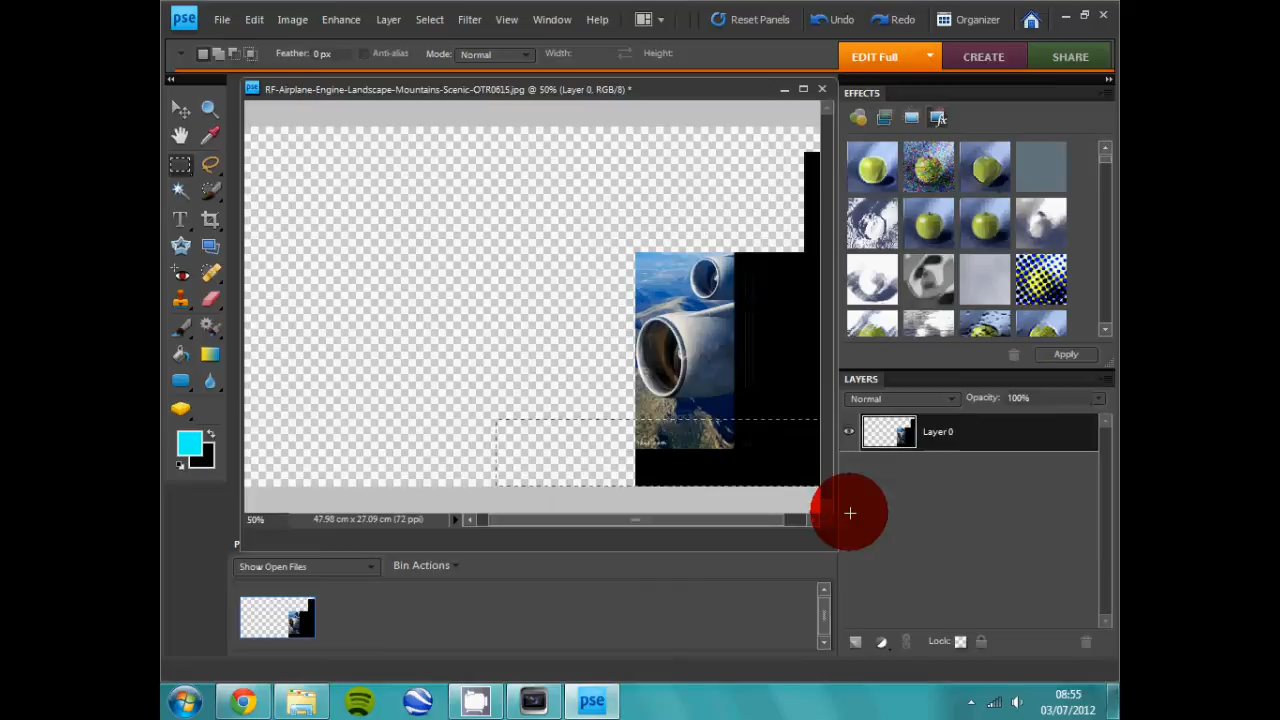 pse File Edit Image Enhance Layer Select Filter View Window Help Reset Panels Undo Redo Organizer
Feather: 0 px Anti-alias Mode: Normal Width: Height: EDIT Full CREATE SHARE
pse RF-Airplane-Engine-Landscape-Mountains-Scenic-OTR0615.jpg @ 50% (Layer 0, RGB/8) *
EFFECTS
Apply
LAYERS
Normal Opacity: 100%
Layer 0
50% 47.98 cm x 27.09 cm (72 ppi)
P
Show Open Files Bin Actions
Lock:
pse
08:55
03/07/2012